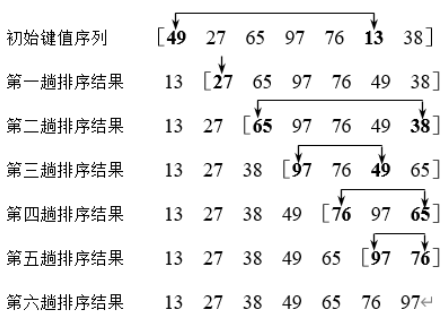 初始键值序列 [49 27 65 97 76 13 38]
第一趟排序结果 13 [27 65 97 76 49 38]
第二趟排序结果 13 27 [65 97 76 49 38]
第三趟排序结果 13 27 38 [97 76 49 65]
第四趟排序结果 13 27 38 49 [76 97 65]
第五趟排序结果 13 27 38 49 65 [97 76]
第六趟排序结果 13 27 38 49 65 76 97↵